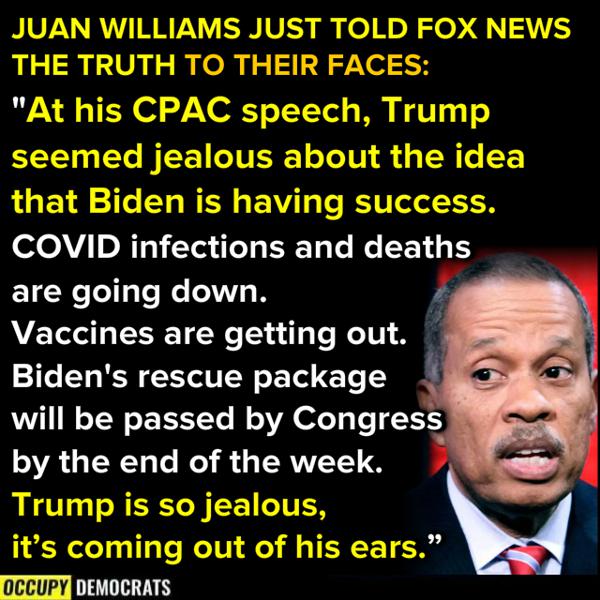 JUAN WILLIAMS JUST TOLD FOX NEWS
THE TRUTH TO THEIR FACES:
"At his CPAC speech, Trump
seemed jealous about the idea
that Biden is having success.
COVID infections and deaths
are going down.
Vaccines are getting out.
Biden's rescue package
will be passed by Congress
by the end of the week.
Trump is so jealous,
it’s coming out of his ears.”
OCCUPY DEMOCRATS